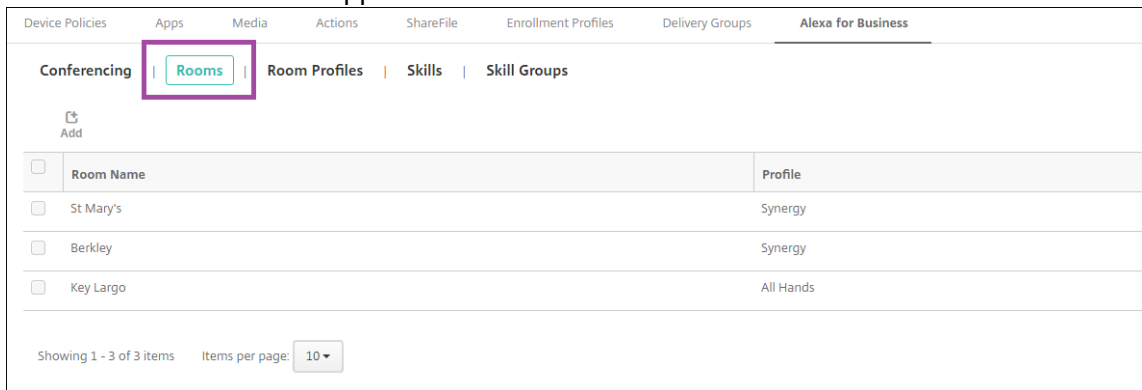 Device Policies Apps Media Actions ShareFile Enrollment Profiles Delivery Groups Alexa for Business
Conferencing | Rooms | Room Profiles | Skills | Skill Groups
Add
Room Name Profile
St Mary's Synergy
Berkley Synergy
Key Largo All Hands
Showing 1 - 3 of 3 items Items per page: 10